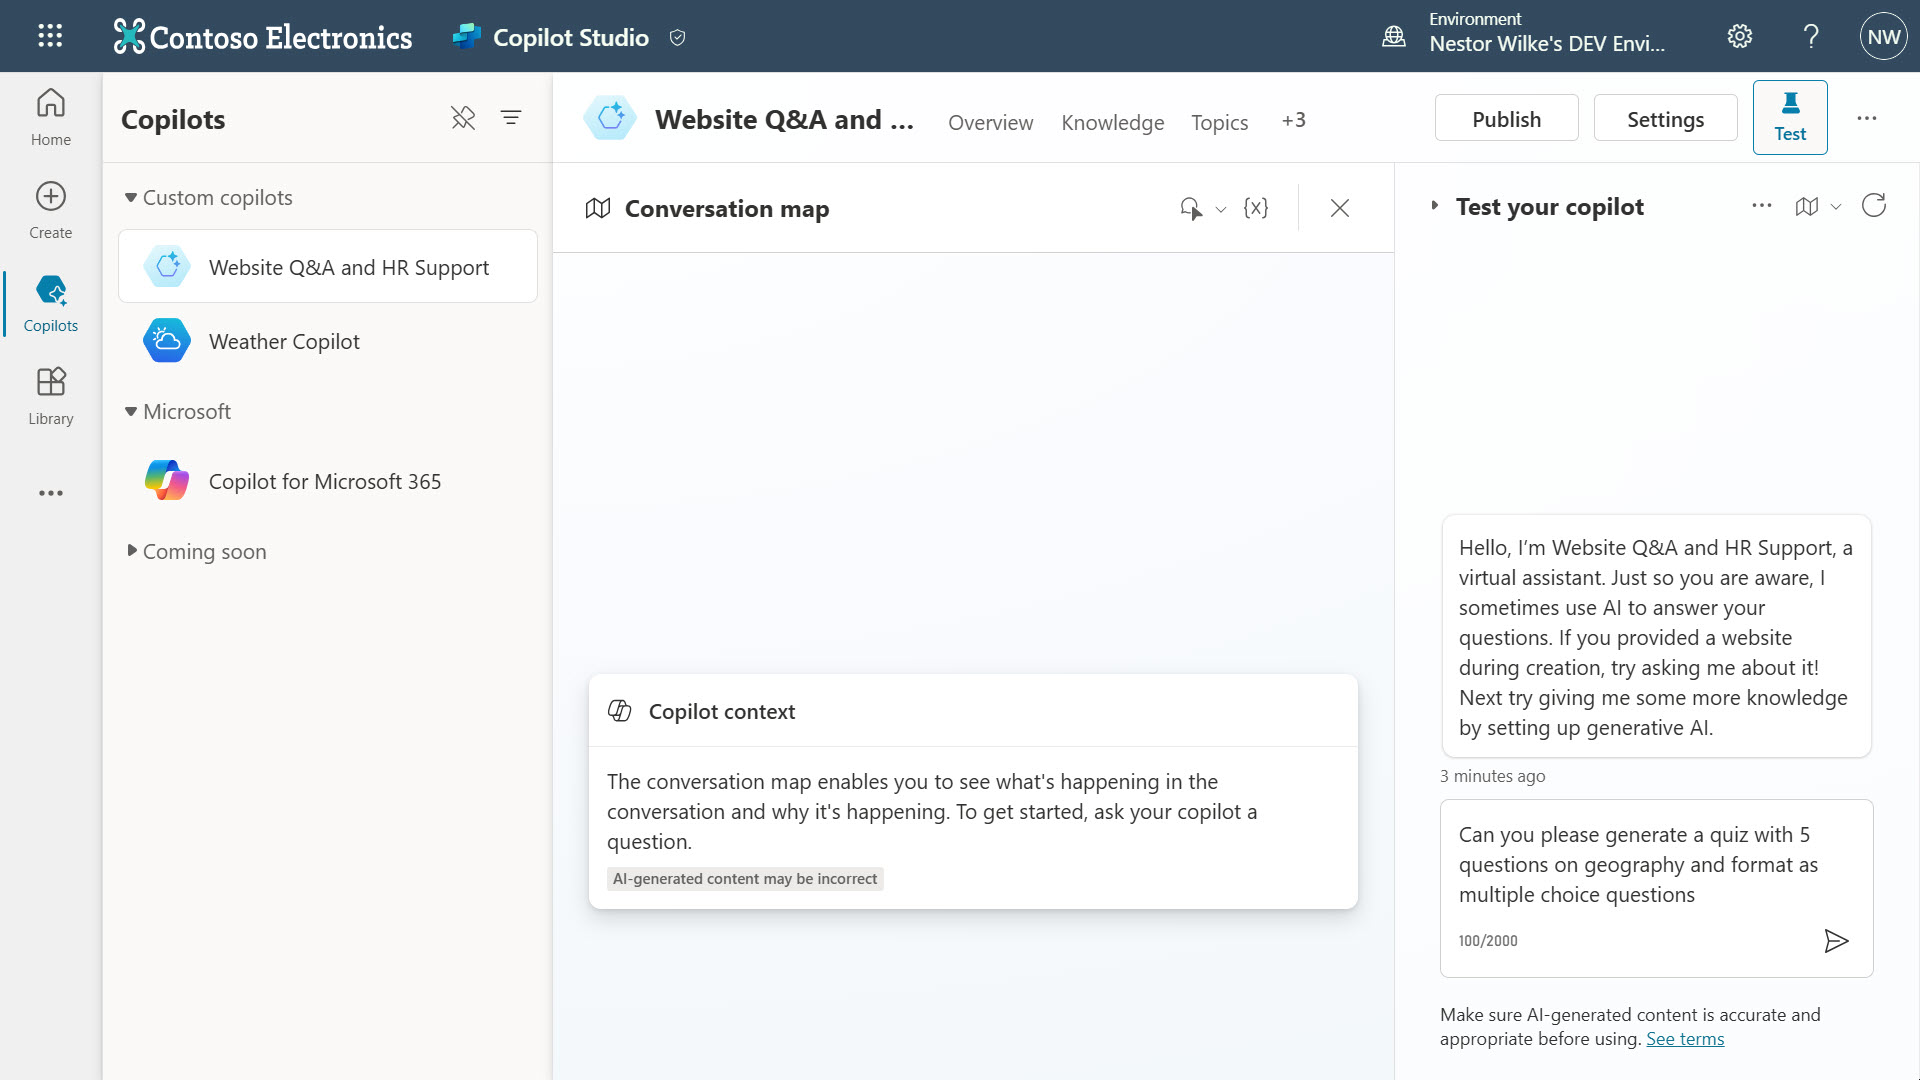 Contoso Electronics
Copilot Studio
Environment
Nestor Wilke's DEV Envi...
NW
Home
Create
Copilots
Library
Copilots
Custom copilots
Website Q&A and HR Support
Weather Copilot
Microsoft
Copilot for Microsoft 365
Coming soon
Website Q&A and ...
Overview
Knowledge
Topics
+3
Publish
Settings
Test
Conversation map
{x}
Copilot context
The conversation map enables you to see what's happening in the
conversation and why it's happening. To get started, ask your copilot a
question.
AI-generated content may be incorrect
Test your copilot
Hello, I’m Website Q&A and HR Support, a
virtual assistant. Just so you are aware, I
sometimes use AI to answer your
questions. If you provided a website
during creation, try asking me about it!
Next try giving me some more knowledge
by setting up generative AI.
3 minutes ago
Can you please generate a quiz with 5
questions on geography and format as
multiple choice questions
100/2000
Make sure AI-generated content is accurate and
appropriate before using. See terms